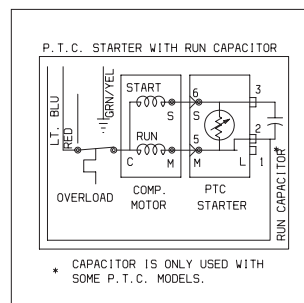 P.T.C. STARTER WITH RUN CAPACITOR
LT. BLU
RED
GRN/YEL
START
S
6
S
3
RUN
C
M
5
M
2
L
1
OVERLOAD
COMP.
MOTOR
PTC
STARTER
RUN CAPACITOR*
* CAPACITOR IS ONLY USED WITH
SOME P.T.C. MODELS.